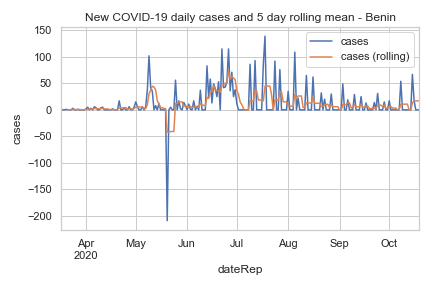 New COVID-19 daily cases and 5 day rolling mean - Benin
cases
cases (rolling)
150
100
50
0
−50
−100
−150
−200
cases
Apr
2020
May
Jun
Jul
Aug
Sep
Oct
dateRep